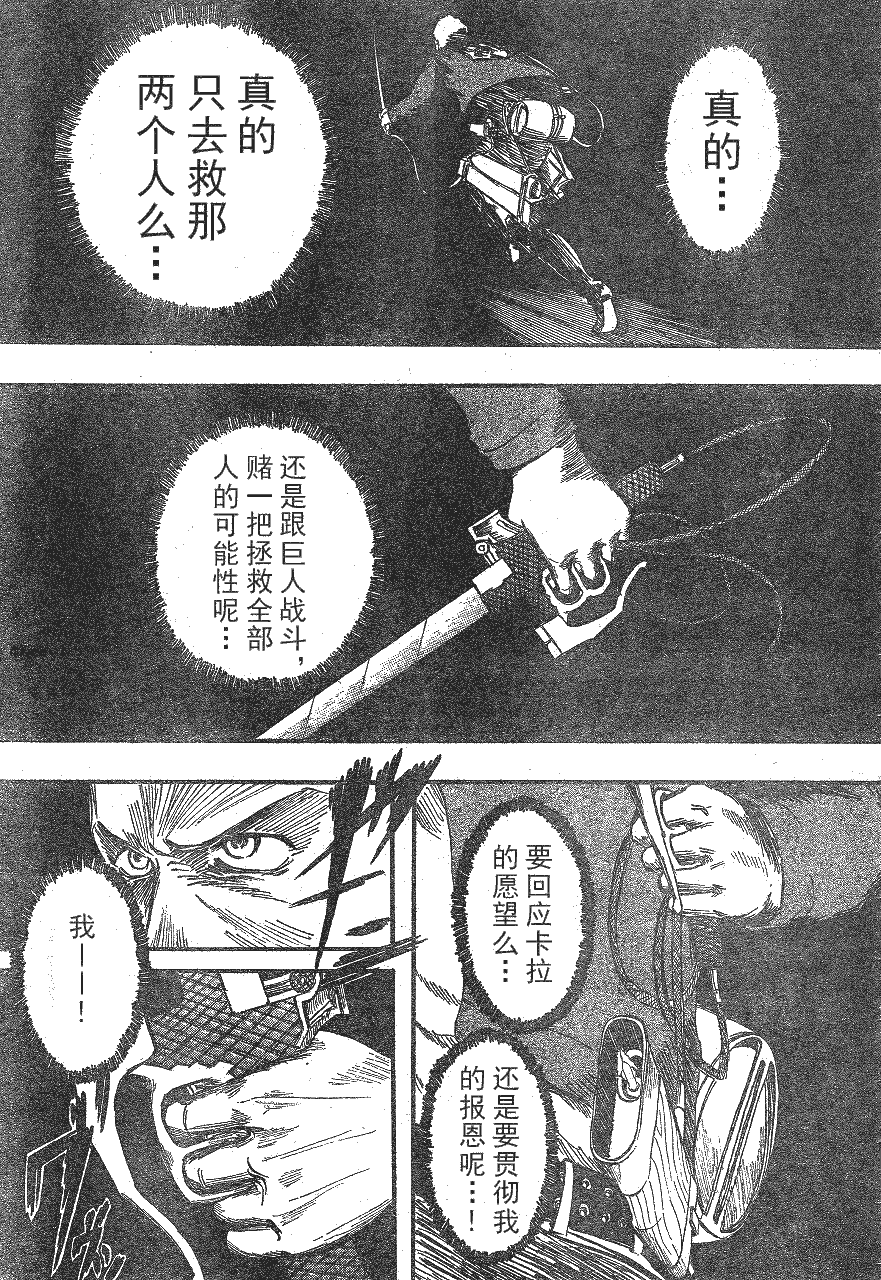 真的…
真的
只去救那
两个人么…
还是跟巨人战斗，
赌一把拯救全部
人的可能性呢…
要回应卡拉
的愿望么…
还是要贯彻我
的报恩呢…！
我——！